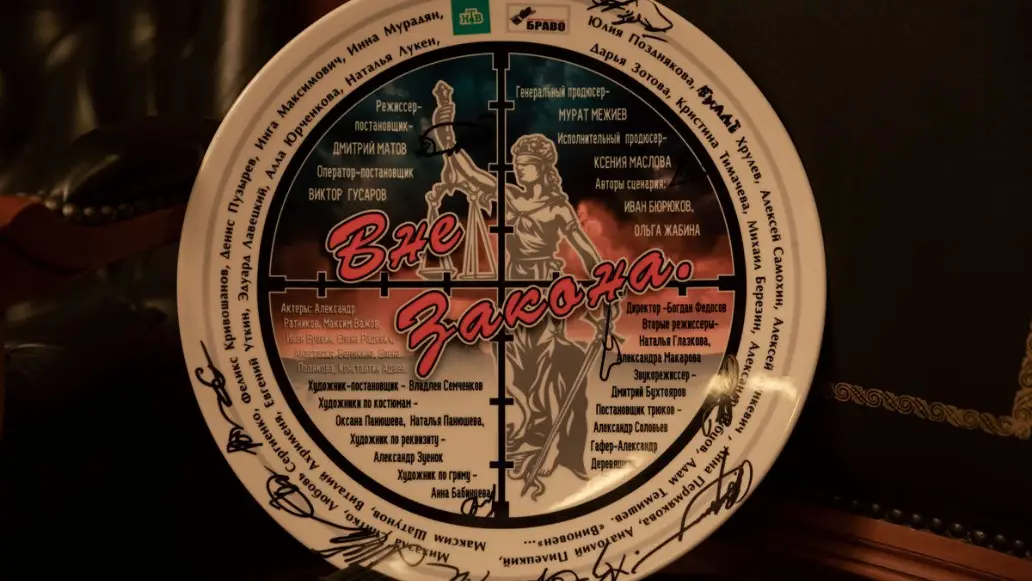 НТВ
БРАВО
Режиссер-
постановщик-
ДМИТРИЙ МАТОВ
Оператор-постановщик
ВИКТОР ГУСАРОВ
Генеральный продюсер-
МУРАТ МЕЖИЕВ
Исполнительный продюсер-
КСЕНИЯ МАСЛОВА
Авторы сценария:
ИВАН БЮРЮКОВ,
ОЛЬГА ЖАБИНА
Вне
Закона.
Актеры: Александр
Ратников, Максим Важов,
Художник-постановщик - Владлен Семченков
Художники по костюмам -
Оксана Панюшева, Наталья Панюшева,
Художник по реквизиту -
Александр Зуенок
Художник по гриму -
Анна Бабинцева
Директор -Богдан Федосов
Вторые режиссеры-
Наталья Глазкова,
Александра Макарова
Звукорежиссер -
Дмитрий Бухтояров
Постановщик трюков -
Александр Соловьев
Гафер-Александр
Любовь Сергиенко, Феликс Кривошанов, Денис Пузырев, Инга Максимович, Инна Мурадян,
Юлия Позднякова, Хрулев, Алексей Самохин, Алексей Анна Пермякова, Анатолий Пилецкий,
Максим Шатунов, Виталий Ахрименя, Евгений Уткин, Эдуард Лавецкий, Алла Юрченкова, Наталья Лукен,
Дарья Зотова, Кристина Тимачева, Михаил Березин, Адам Темишев. «Виновен»...